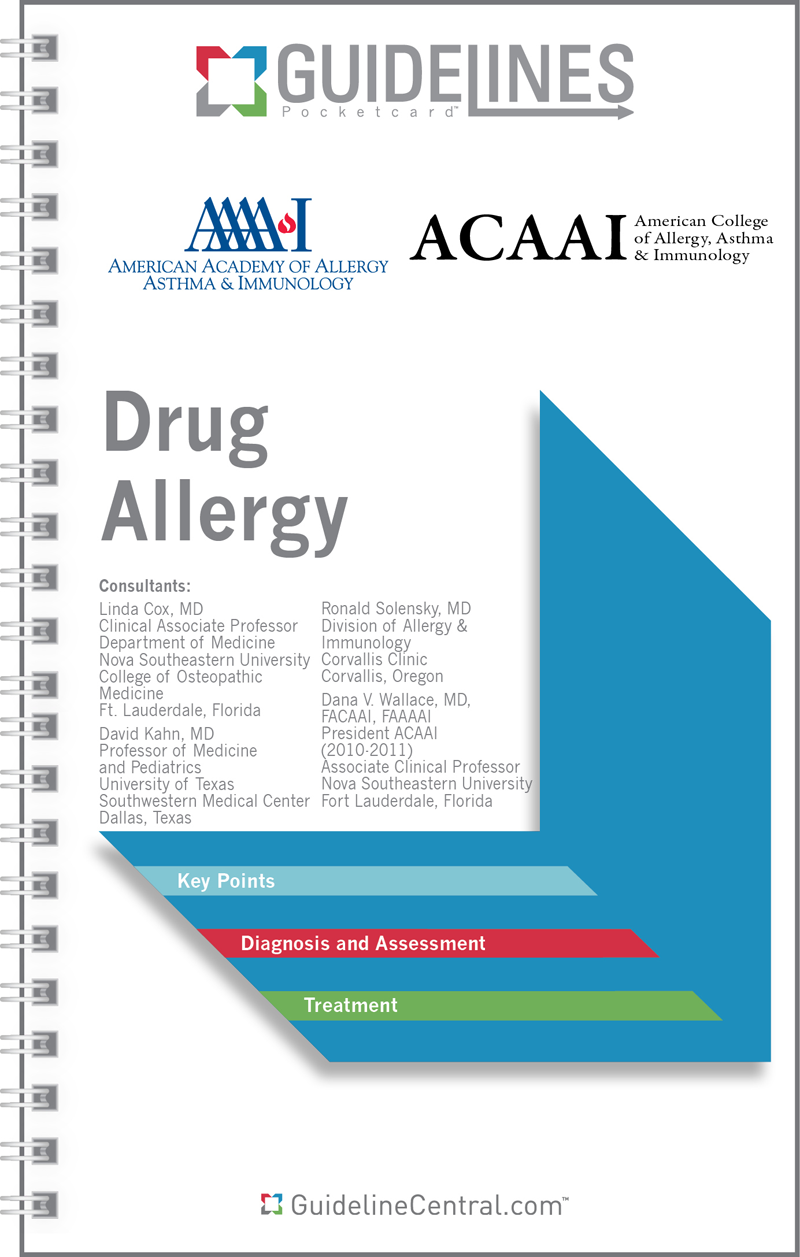 GUIDELINES
Pocketcard™
AAAAI
AMERICAN ACADEMY OF ALLERGY
ASTHMA & IMMUNOLOGY
ACAAI
American College
of Allergy, Asthma
& Immunology
Drug
Allergy
Consultants:
Linda Cox, MD
Clinical Associate Professor
Department of Medicine
Nova Southeastern University
College of Osteopathic
Medicine
Ft. Lauderdale, Florida
David Kahn, MD
Professor of Medicine
and Pediatrics
University of Texas
Southwestern Medical Center
Dallas, Texas
Ronald Solensky, MD
Division of Allergy &
Immunology
Corvallis Clinic
Corvallis, Oregon
Dana V. Wallace, MD,
FACAAI, FAAAAI
President ACAAI
(2010-2011)
Associate Clinical Professor
Nova Southeastern University
Fort Lauderdale, Florida
Key Points
Diagnosis and Assessment
Treatment
GuidelineCentral.com™